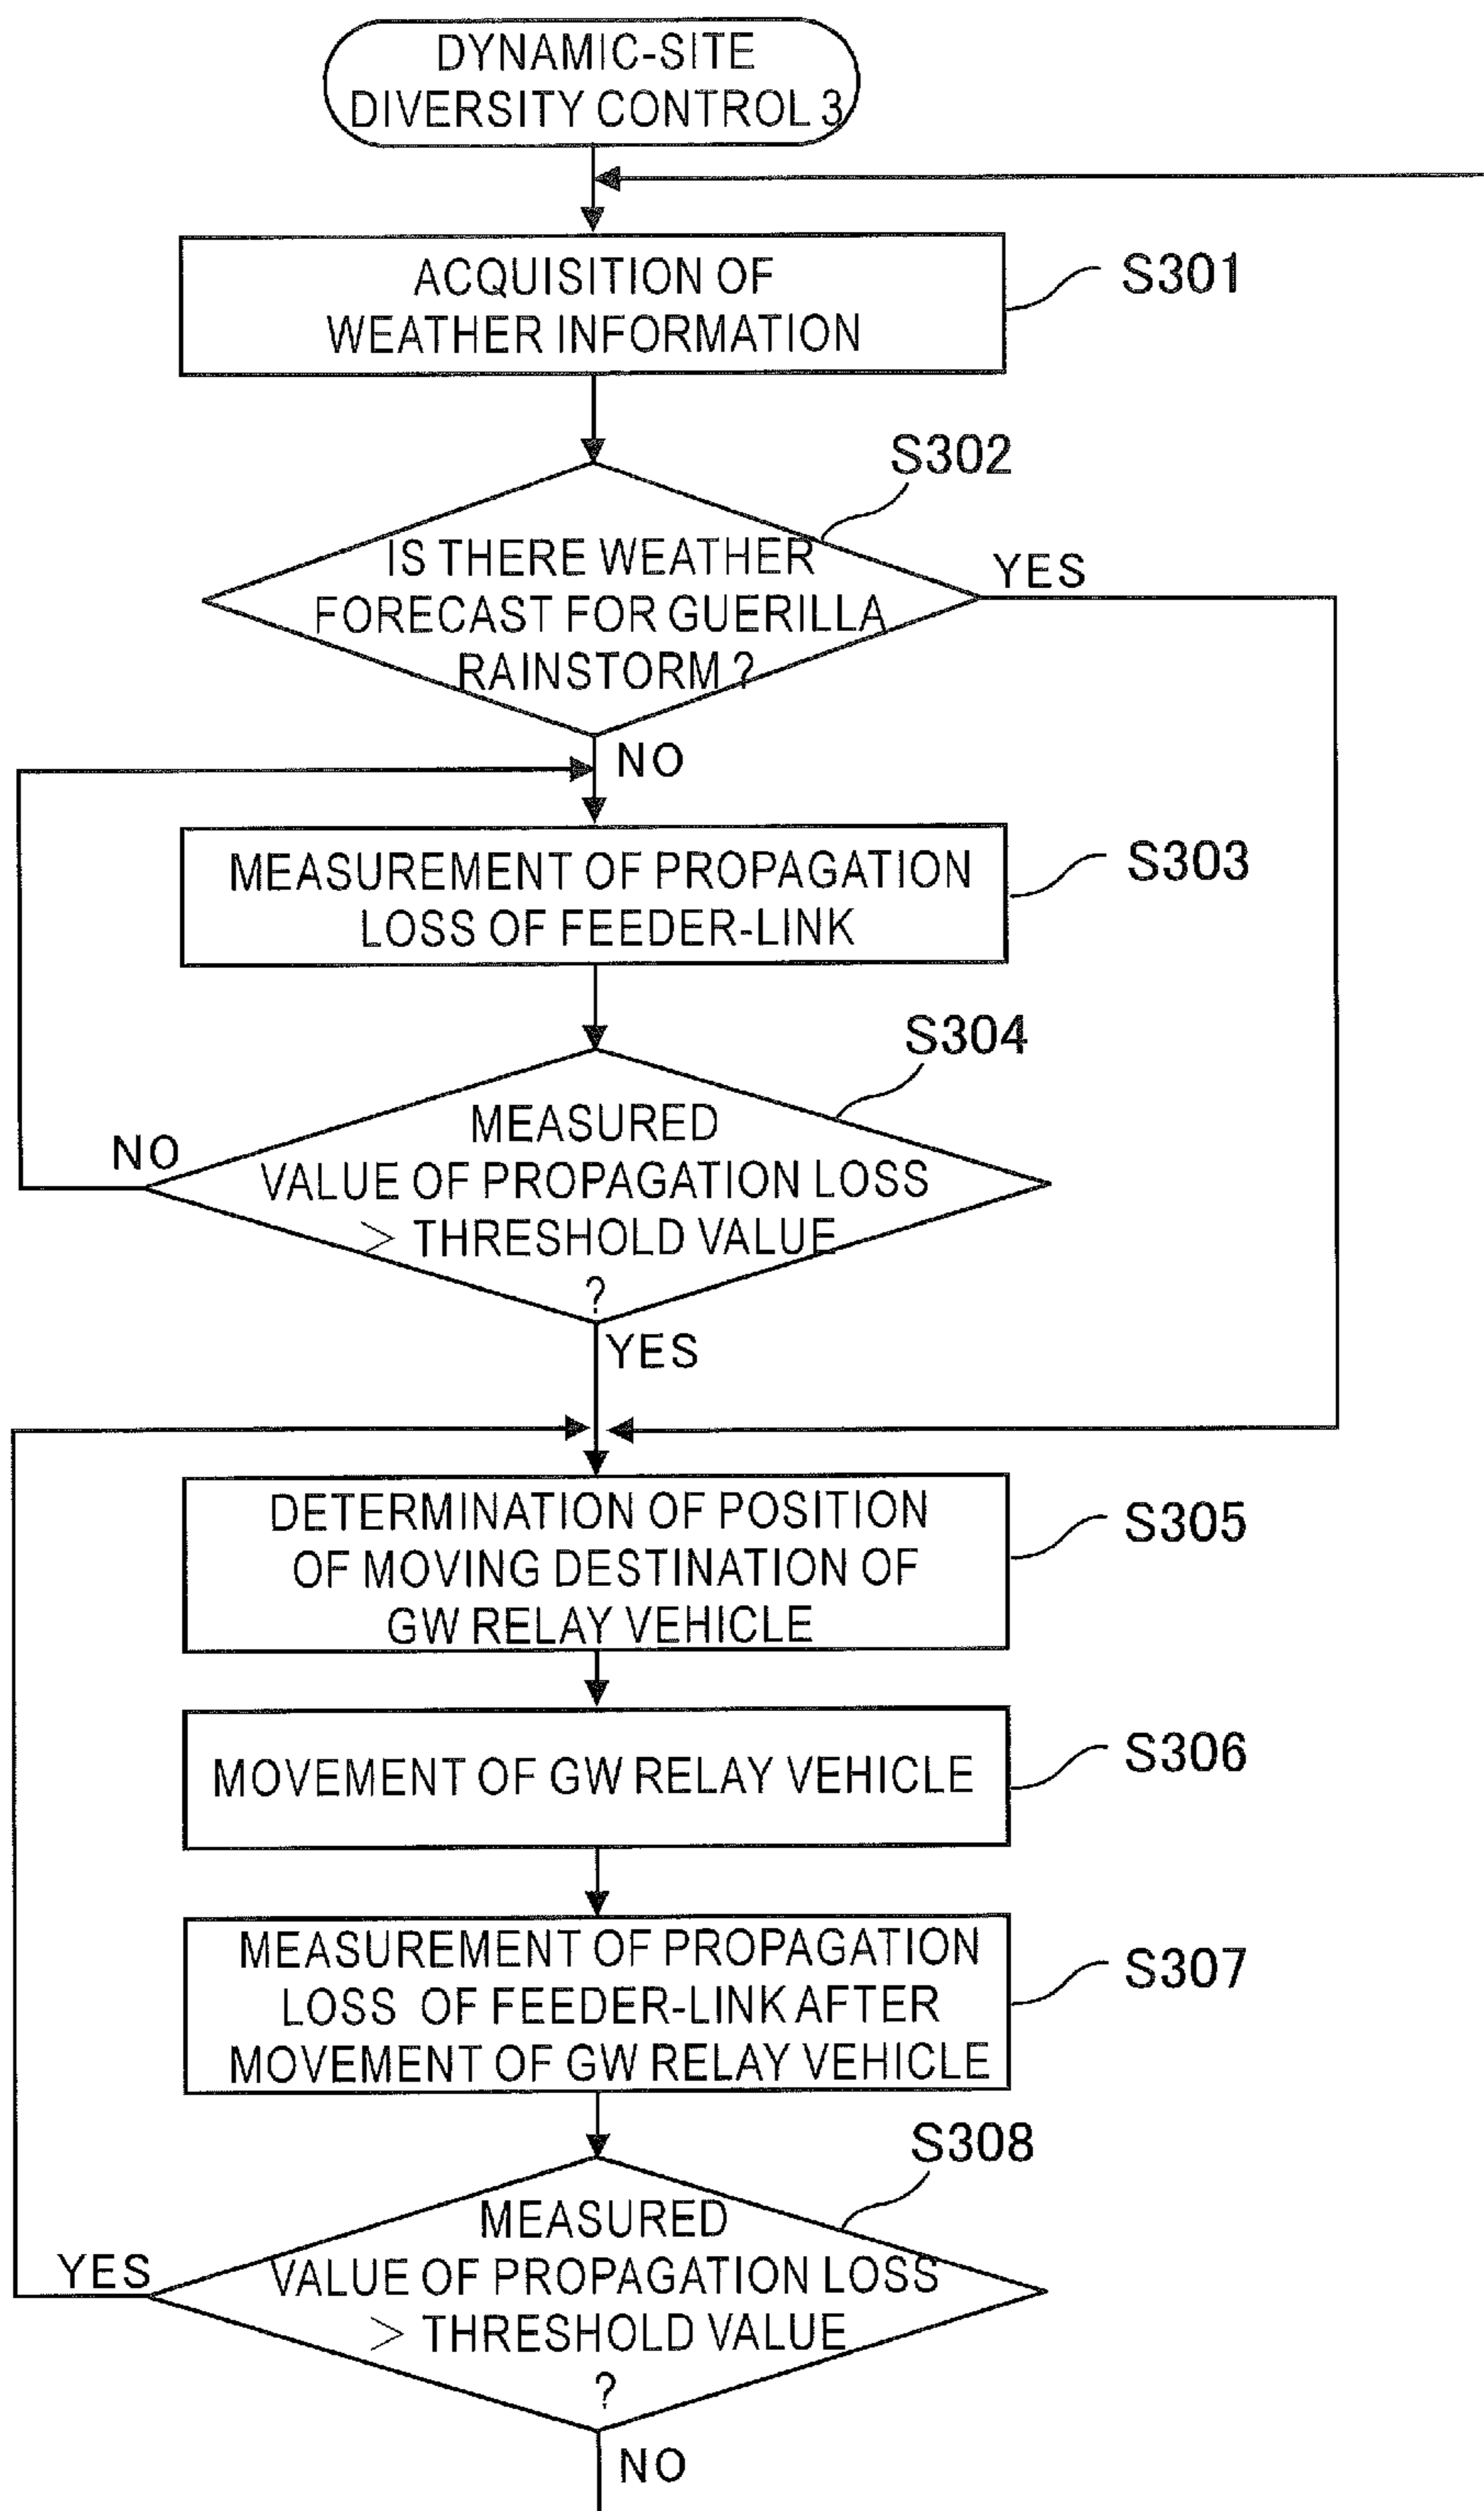 DYNAMIC-SITE
DIVERSITY CONTROL 3
ACQUISITION OF
WEATHER INFORMATION
S301
S302
IS THERE WEATHER
FORECAST FOR GUERILLA
RAINSTORM ?
YES
NO
MEASUREMENT OF PROPAGATION
LOSS OF FEEDER-LINK
S303
S304
MEASURED
VALUE OF PROPAGATION LOSS
> THRESHOLD VALUE
?
NO
YES
DETERMINATION OF POSITION
OF MOVING DESTINATION OF
GW RELAY VEHICLE
S305
MOVEMENT OF GW RELAY VEHICLE
S306
MEASUREMENT OF PROPAGATION
LOSS OF FEEDER-LINK AFTER
MOVEMENT OF GW RELAY VEHICLE
S307
S308
MEASURED
VALUE OF PROPAGATION LOSS
> THRESHOLD VALUE
?
YES
NO